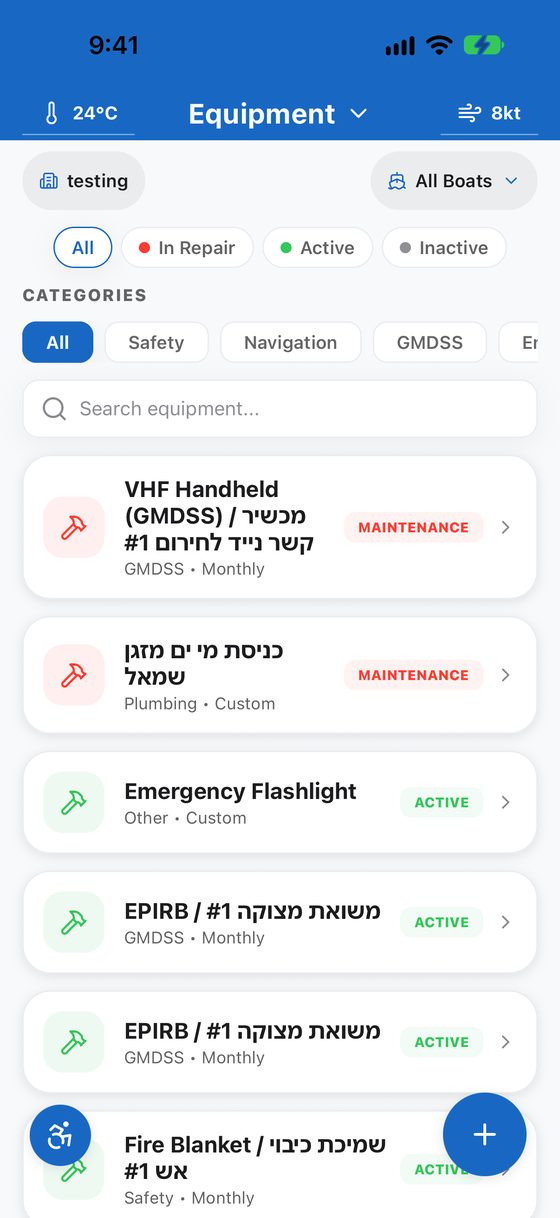 9:41
24°C
Equipment
8kt
testing
All Boats
All
In Repair
Active
Inactive
CATEGORIES
All
Safety
Navigation
GMDSS
Search equipment...
VHF Handheld
(GMDSS) / מכשיר
קשר נייד לחירום #1
GMDSS • Monthly
MAINTENANCE
כניסת מי ים מזגן
שמאל
Plumbing • Custom
MAINTENANCE
Emergency Flashlight
Other • Custom
ACTIVE
EPIRB / משואת מצוקה #1
GMDSS • Monthly
ACTIVE
EPIRB / משואת מצוקה #1
GMDSS • Monthly
ACTIVE
Fire Blanket / שמיכת כיבוי
אש #1
Safety • Monthly
ACTIVE